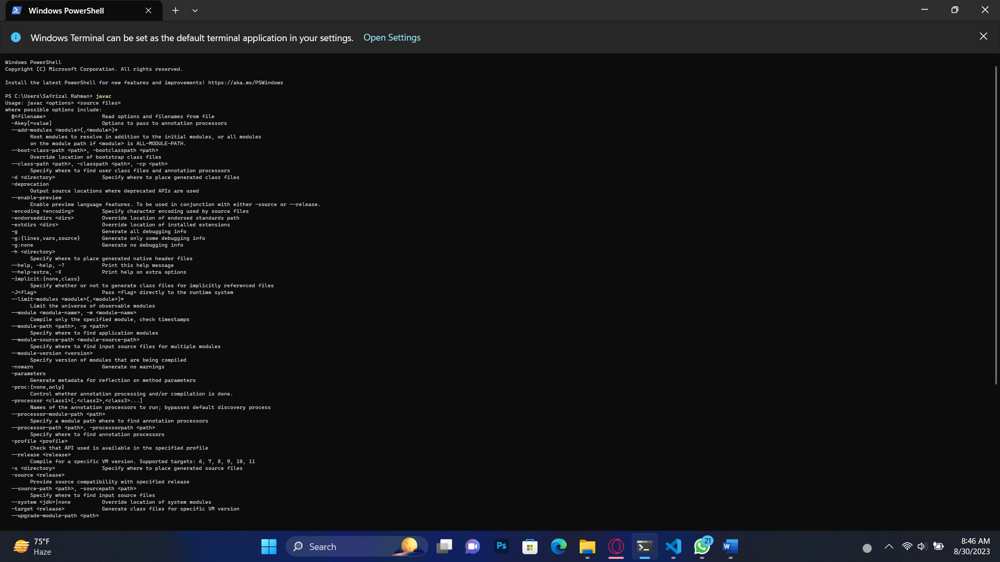 Windows PowerShell
Windows Terminal can be set as the default terminal application in your settings. Open Settings
Windows PowerShell
Copyright (C) Microsoft Corporation. All rights reserved.
Install the latest PowerShell for new features and improvements! https://aka.ms/PSWindows
PS C:\Users\Safrizal Rahman> javac
Usage: javac <options> <source files>
where possible options include:
  @<filename>                  Read options and filenames from file
  -Akey[=value]                Options to pass to annotation processors
  --add-modules <module>(,<module>)*
        Root modules to resolve in addition to the initial modules, or all modules
        on the module path if <module> is ALL-MODULE-PATH.
  --boot-class-path <path>, -bootclasspath <path>
        Override location of bootstrap class files
  --class-path <path>, -classpath <path>, -cp <path>
        Specify where to find user class files and annotation processors
  -d <directory>               Specify where to place generated class files
  -deprecation
        Output source locations where deprecated APIs are used
  --enable-preview
        Enable preview language features. To be used in conjunction with either -source or --release.
  -encoding <encoding>         Specify character encoding used by source files
  -endorseddirs <dirs>         Override location of endorsed standards path
  -extdirs <dirs>              Override location of installed extensions
  -g                           Generate all debugging info
  -g:{lines,vars,source}       Generate only some debugging info
  -g:none                      Generate no debugging info
  -h <directory>
        Specify where to place generated native header files
  --help, -help, -?            Print this help message
  --help-extra, -X             Print help on extra options
  -implicit:{none,class}
        Specify whether or not to generate class files for implicitly referenced files
  -J<flag>                     Pass <flag> directly to the runtime system
  --limit-modules <module>(,<module>)*
        Limit the universe of observable modules
  --module <module-name>, -m <module-name>
        Compile only the specified module, check timestamps
  --module-path <path>, -p <path>
        Specify where to find application modules
  --module-source-path <module-source-path>
        Specify where to find input source files for multiple modules
  --module-version <version>
        Specify version of modules that are being compiled
  -nowarn                      Generate no warnings
  -parameters
        Generate metadata for reflection on method parameters
  -proc:{none,only}
        Control whether annotation processing and/or compilation is done.
  -processor <class1>[,<class2>,<class3>...]
        Names of the annotation processors to run; bypasses default discovery process
  --processor-module-path <path>
        Specify a module path where to find annotation processors
  --processor-path <path>, -processorpath <path>
        Specify where to find annotation processors
  -profile <profile>
        Check that API used is available in the specified profile
  --release <release>
        Compile for a specific VM version. Supported targets: 6, 7, 8, 9, 10, 11
  -s <directory>               Specify where to place generated source files
  -source <release>
        Provide source compatibility with specified release
  --source-path <path>, -sourcepath <path>
        Specify where to find input source files
  --system <jdk>|none          Override location of system modules
  -target <release>            Generate class files for specific VM version
  --upgrade-module-path <path>
75°F
Haze
Search
Ps
21
W
8:46 AM
8/30/2023